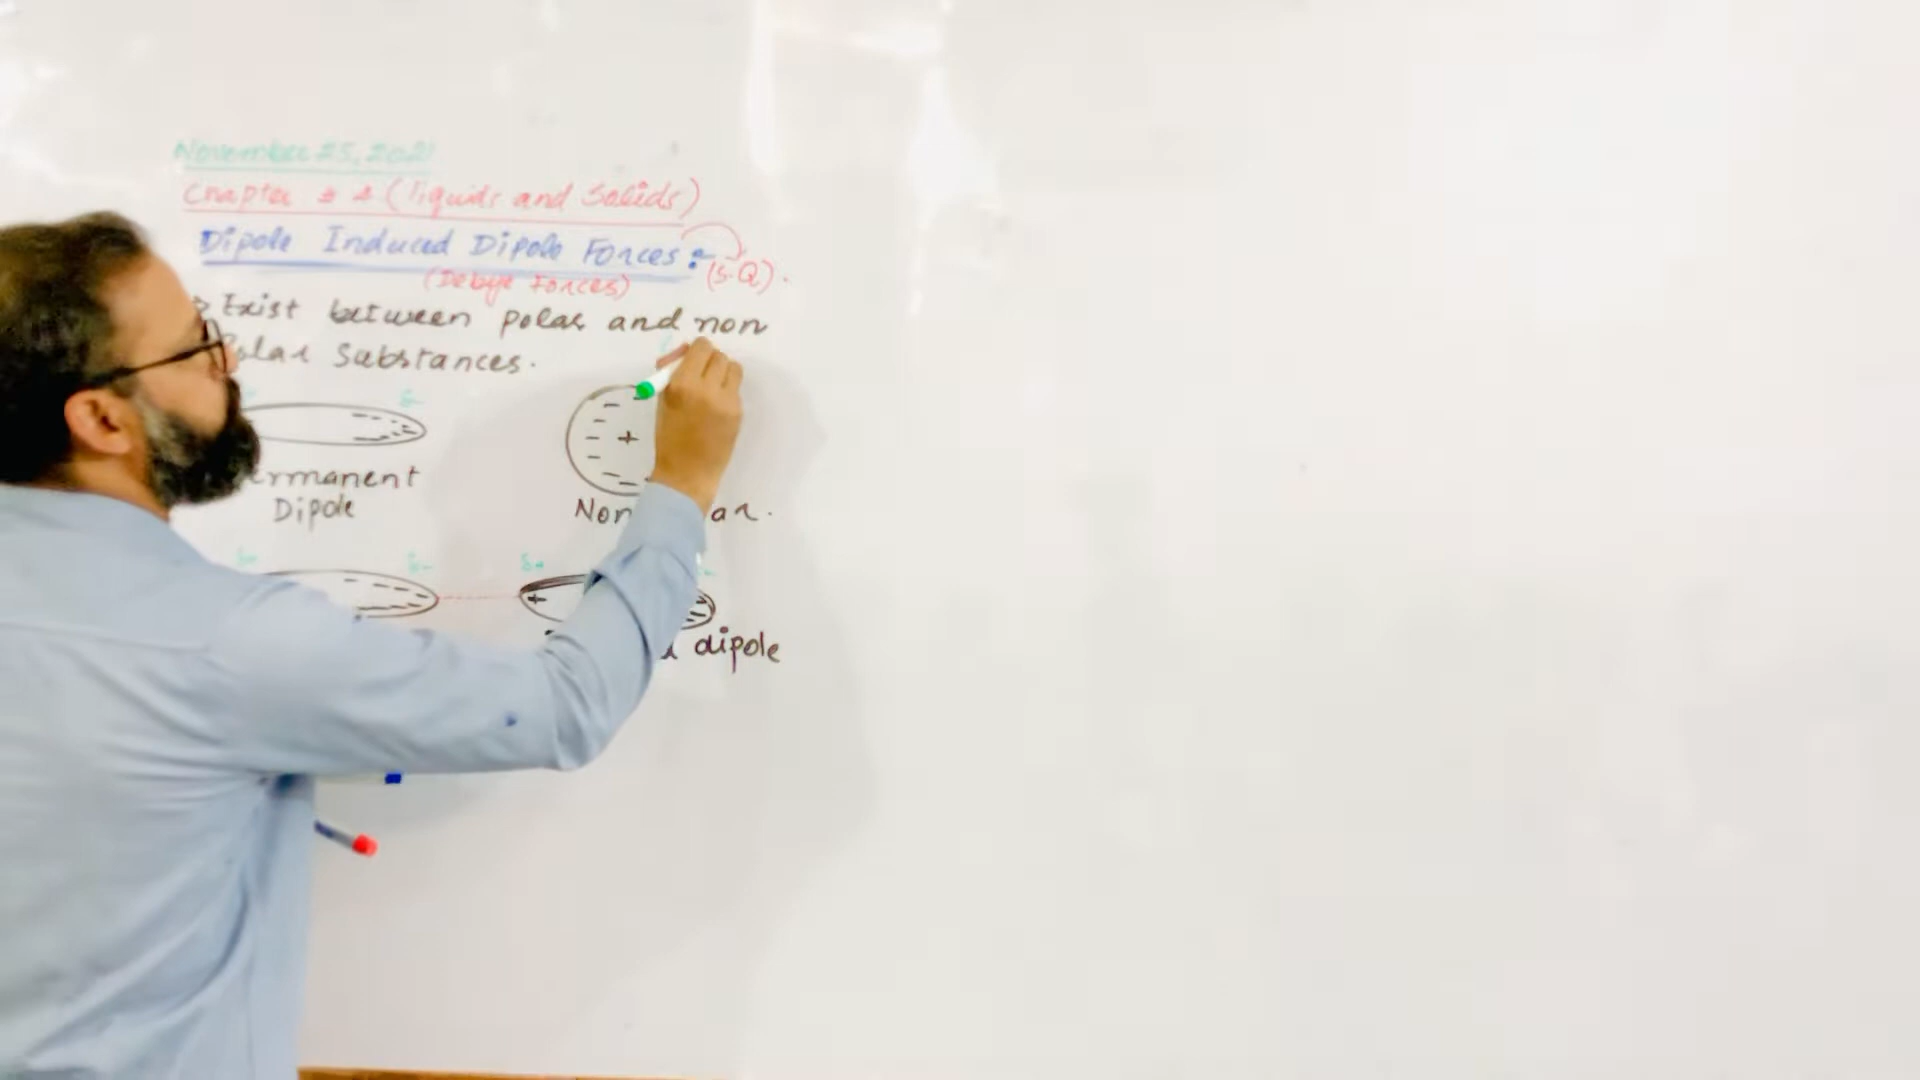 November 25, 2021
Chapter # 4 (liquids and Solids)
Dipole Induced Dipole Forces:-
(S.Q).
(Debye Forces)
> Exist between polar and non
Polar Substances.
δ-
+
ermanent
Dipole
Non ar.
δ+ δ- δ+
+
dipole